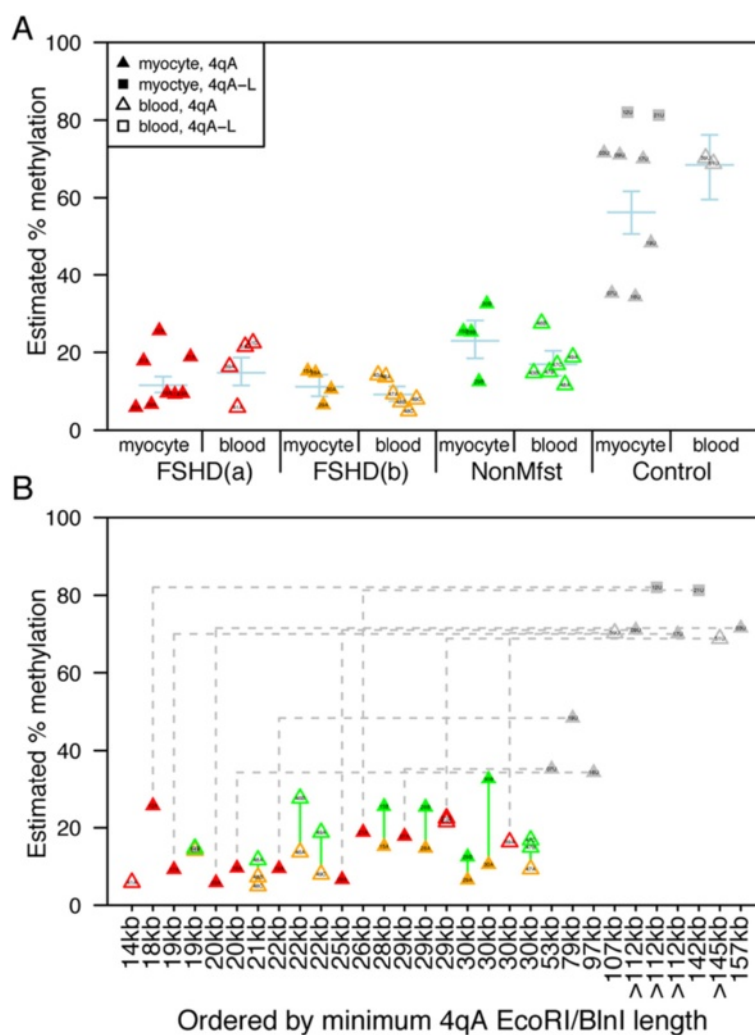 A
100
80
60
40
20
0
Estimated % methylation
myocyte, 4qA
myoctye, 4qA-L
blood, 4qA
blood, 4qA-L
myocyte blood myocyte blood myocyte blood myocyte blood
FSHD(a) FSHD(b) NonMfst Control
B
100
80
60
40
20
0
Estimated % methylation
14kb
18kb
19kb
19kb
20kb
20kb
21kb
22kb
22kb
22kb
25kb
26kb
28kb
29kb
29kb
29kb
30kb
30kb
30kb
30kb
53kb
79kb
97kb
107kb
>112kb
>112kb
>112kb
142kb
>145kb
157kb
Ordered by minimum 4qA EcoRI/BlnI length